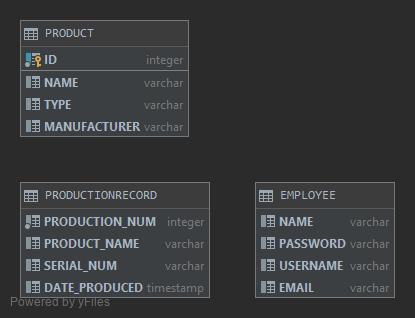 PRODUCT
ID integer
NAME varchar
TYPE varchar
MANUFACTURER varchar
PRODUCTIONRECORD
PRODUCTION_NUM integer
PRODUCT_NAME varchar
SERIAL_NUM varchar
DATE_PRODUCED timestamp
EMPLOYEE
NAME varchar
PASSWORD varchar
USERNAME varchar
EMAIL varchar
Powered by yFiles